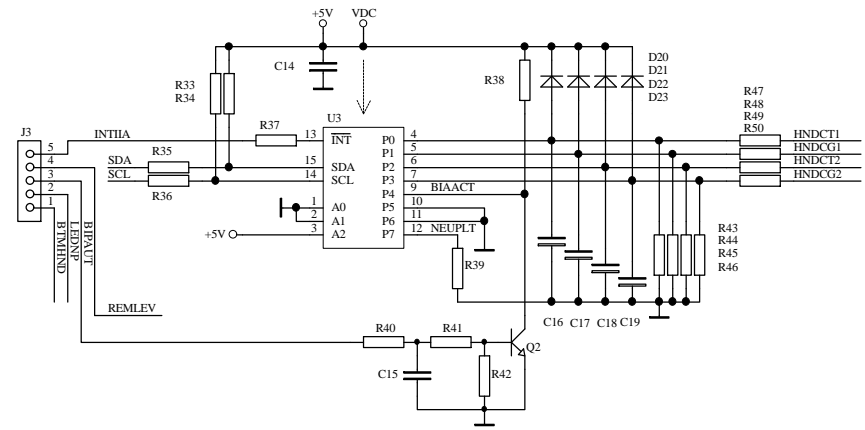 +5V VDC
C14
R33
R34
R38
D20
D21
D22
D23
R47
R48
R49
R50
J3
INTIIA
R37
U3
13 INT P0 4
HNDCT1
5
P1 5
HNDCG1
4
SDA R35
15 SDA P2 6
HNDCT2
3
SCL
R36
14 SCL P3 7
HNDCG2
P4 9 BIAACT
2
1
1 A0 P5 10
2 A1 P6 11
+5V
3 A2 P7 12 NEUPLT
R39
R43
R44
R45
R46
BTMHND
LEDNP
BIPAUT
REMLEV
C16 C17 C18 C19
R40 R41
Q2
C15
R42